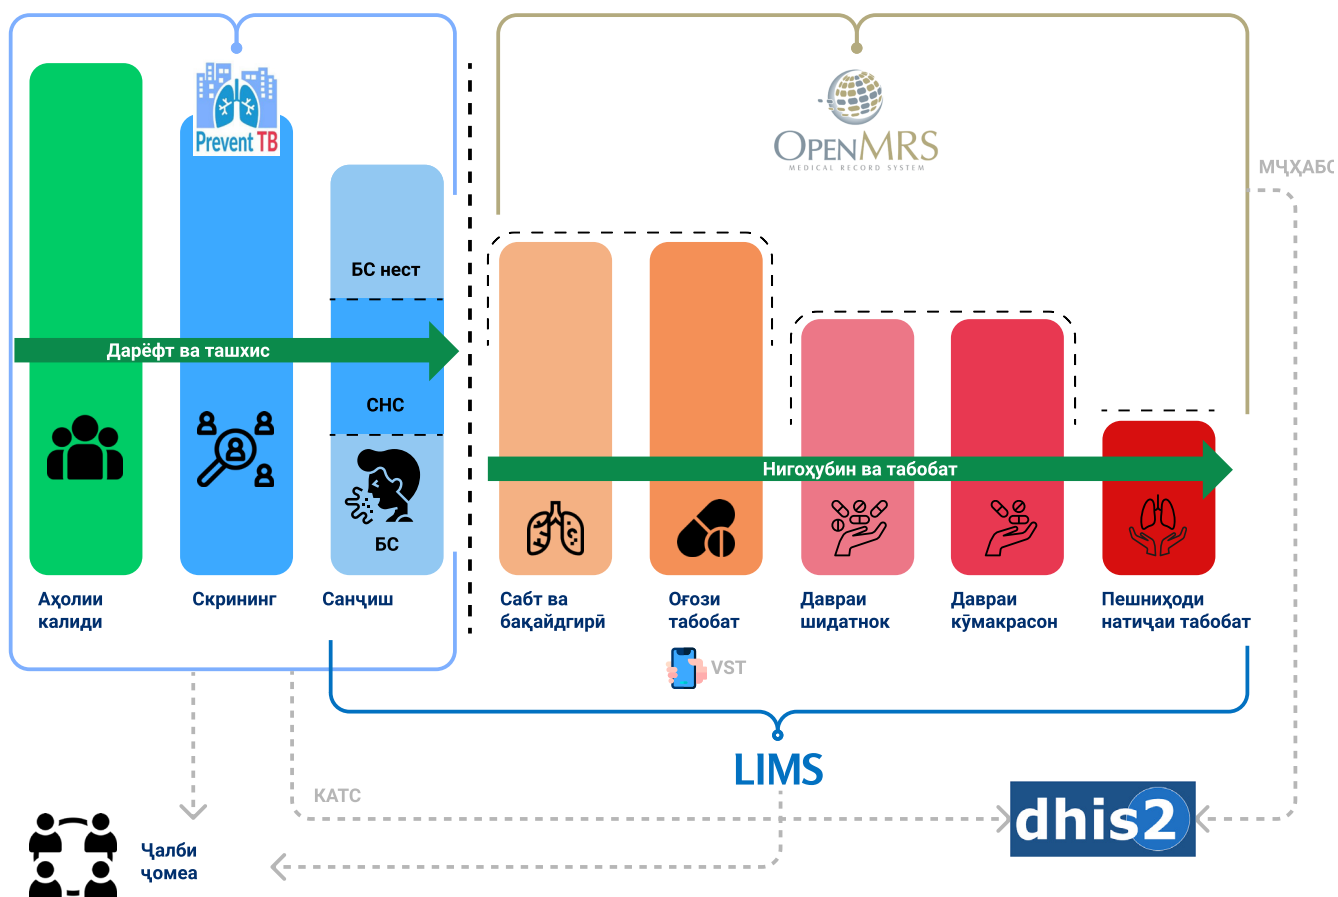 Prevent TB
OPENMRS
MEDICAL RECORD SYSTEM
МҶҲАБС
БС нест
Дарёфт ва ташхис
СНС
БС
Нигоҳубин ва табобат
Аҳолии
калиди
Скрининг
Санҷиш
Сабт ва
бақайдгирӣ
Оғози
табобат
Давраи
шидатнок
Давраи
кӯмакрасон
Пешниҳоди
натиҷаи табобат
VST
LIMS
КАТС
dhis2
Ҷалби
ҷомеа